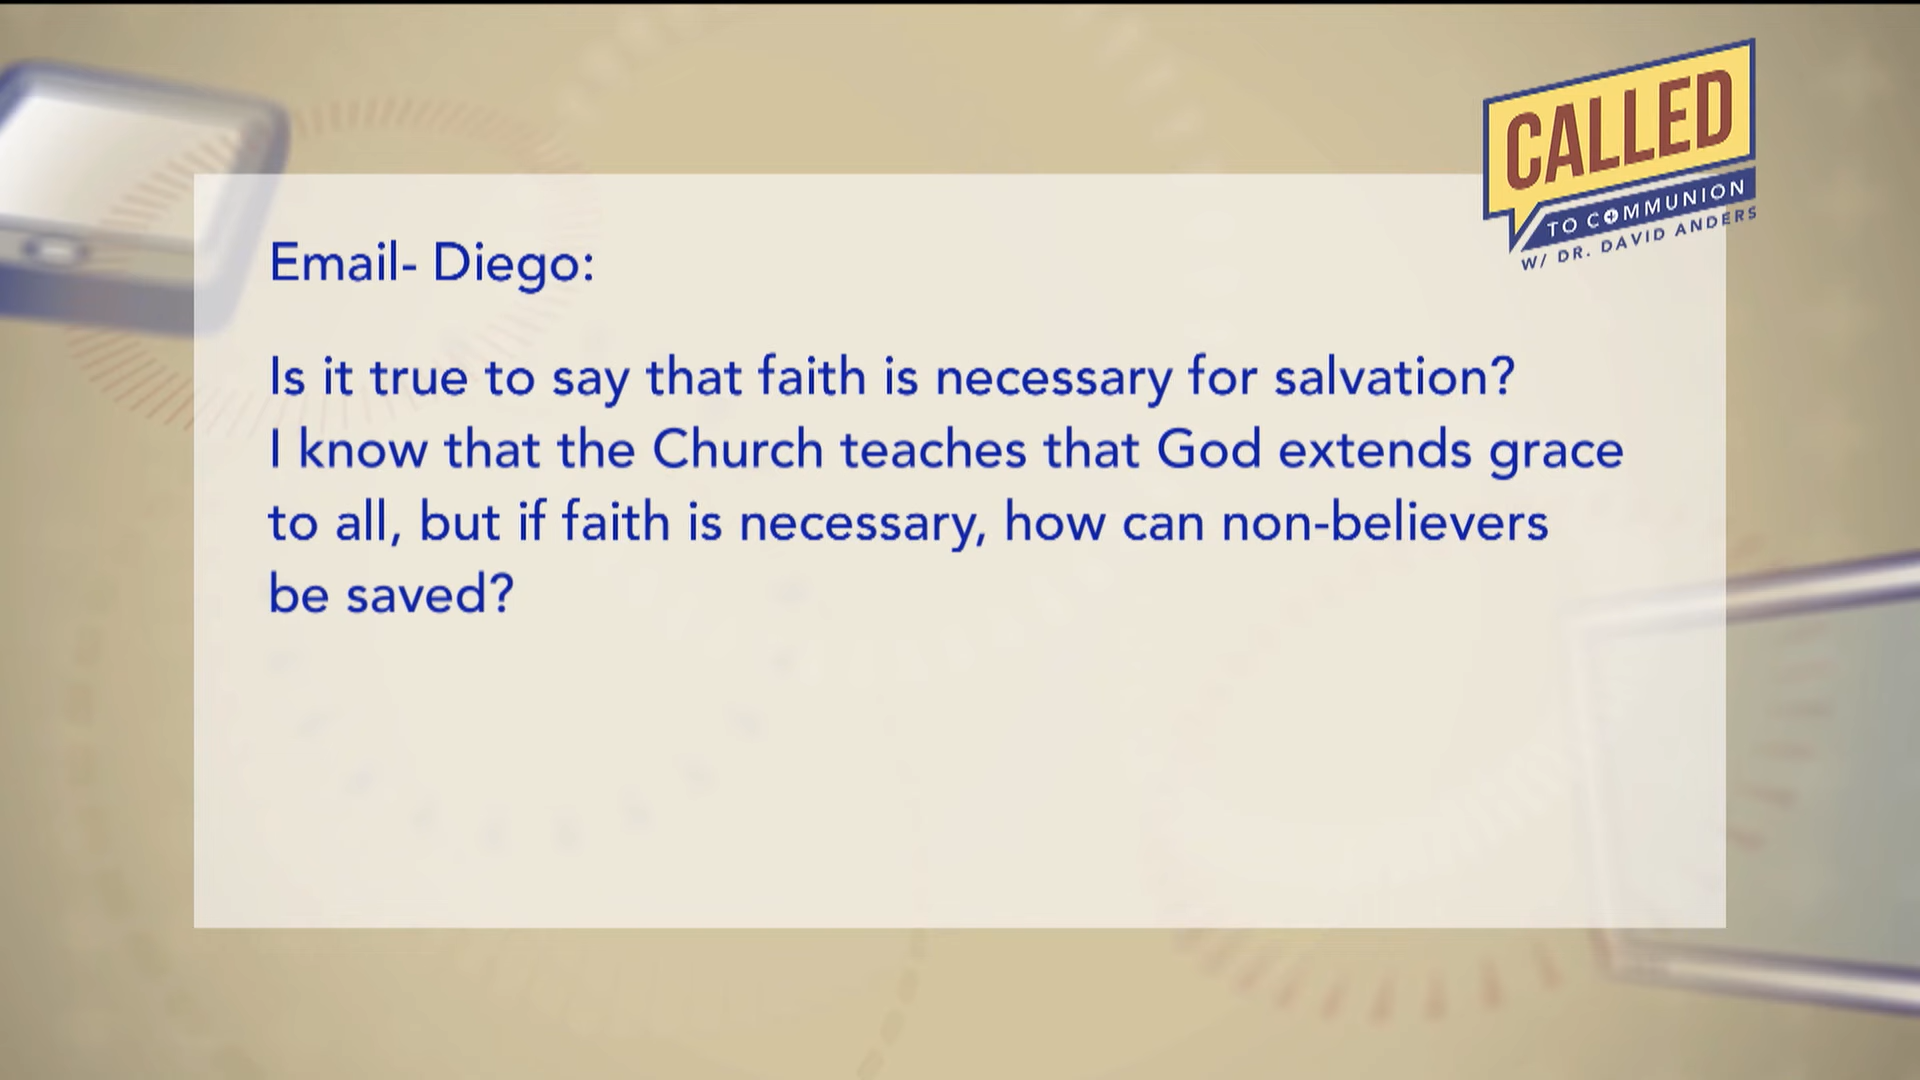 CALLED
TO COMMUNION
W/ DR. DAVID ANDERS
Email- Diego:
Is it true to say that faith is necessary for salvation?
I know that the Church teaches that God extends grace
to all, but if faith is necessary, how can non-believers
be saved?